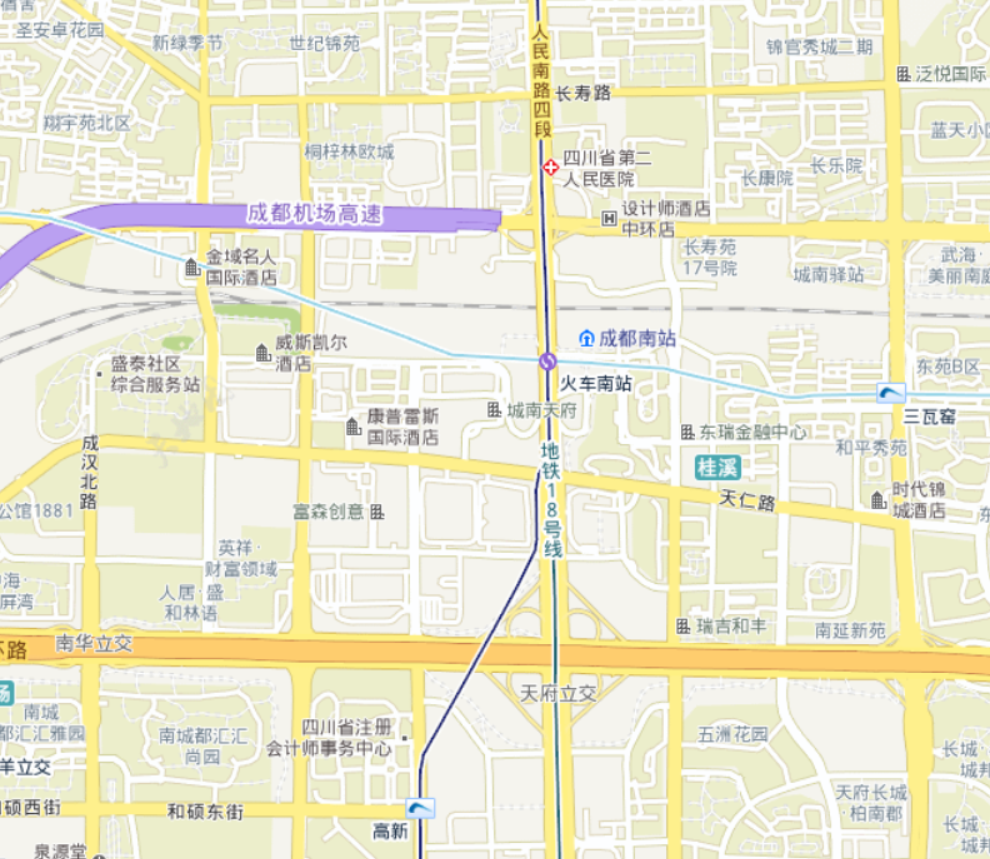 宿舍
圣安卓花园
新绿季节
世纪锦苑
人民南路四段
锦官秀城二期
泛悦国际
长寿路
翔宇苑北区
桐梓林欧城
四川省第二
人民医院
长乐院
长康院
蓝天小区
成都机场高速
设计师酒店
中环店
长寿苑
17号院
金域名人
国际酒店
城南驿站
武海·
美丽南庭
威斯凯尔
酒店
成都南站
盛泰社区
综合服务站
火车南站
东苑B区
三瓦窑
康普雷斯
国际酒店
城南天府
东瑞金融中心
和平秀苑
成汉北路
地铁18号线
桂溪
天仁路
时代锦
城酒店
公馆1881
富森创意
英祥·
财富领域
中海·
屏湾
人居·盛
和林语
瑞吉和丰
南延新苑
环路
南华立交
天府立交
场
南城
都汇汇雅园
南城都汇汇
尚园
四川省注册
会计师事务中心
五洲花园
长城·
城邦
羊立交
和硕西街
和硕东街
高新
天府长城
·柏南郡
长城·
城邦
泉源堂